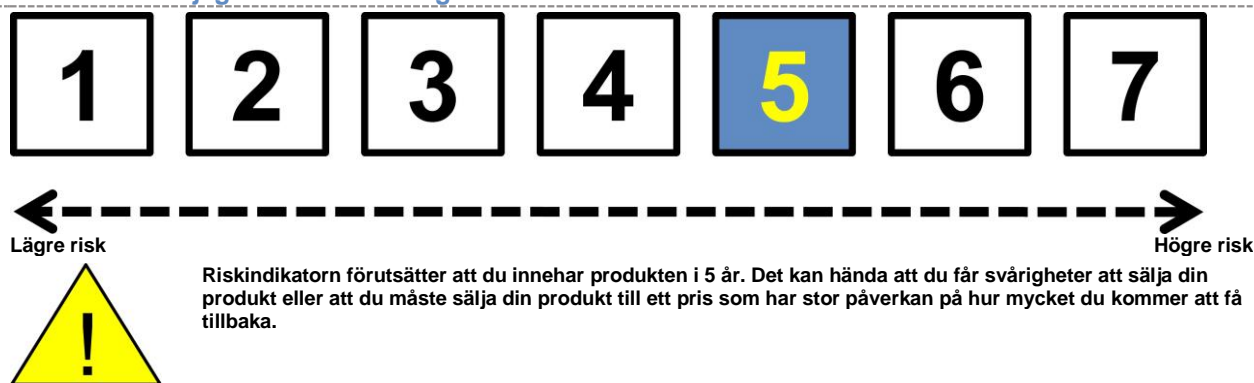 1 2 3 4 5 6 7
Lägre risk Högre risk
Riskindikatorn förutsätter att du innehar produkten i 5 år. Det kan hända att du får svårigheter att sälja din
produkt eller att du måste sälja din produkt till ett pris som har stor påverkan på hur mycket du kommer att få
tillbaka.
!